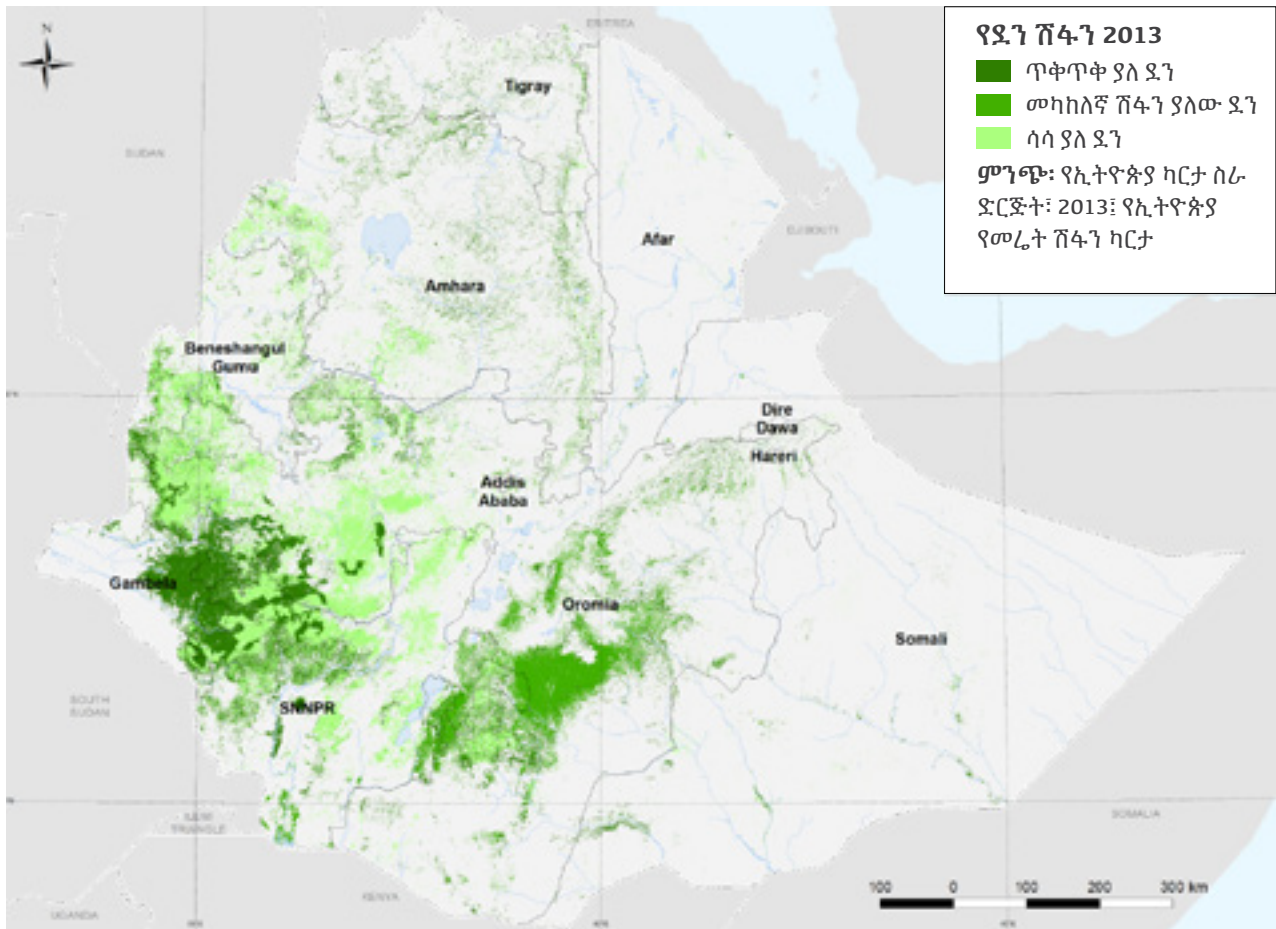 N
ERITREA
Tigray
SUDAN
Afar
DJIBOUTI
Amhara
Beneshangul
Gumu
Dire
Dawa
Hareri
Addis
Ababa
Gambela
Oromia
Somali
SOUTH
SUDAN
SNNPR
TRIANGLE
SOMALIA
KENYA
UGANDA
100 0 100 200 300 km
የደን ሽፋን 2013
ጥቅጥቅ ያለ ደን
መካከለኛ ሽፋን ያለው ደን
ሳሳ ያለ ደን
ምንጭ፡ የኢትዮጵያ ካርታ ስራ
ድርጅት፣ 2013፤ የኢትዮጵያ
የመሬት ሽፋን ካርታ